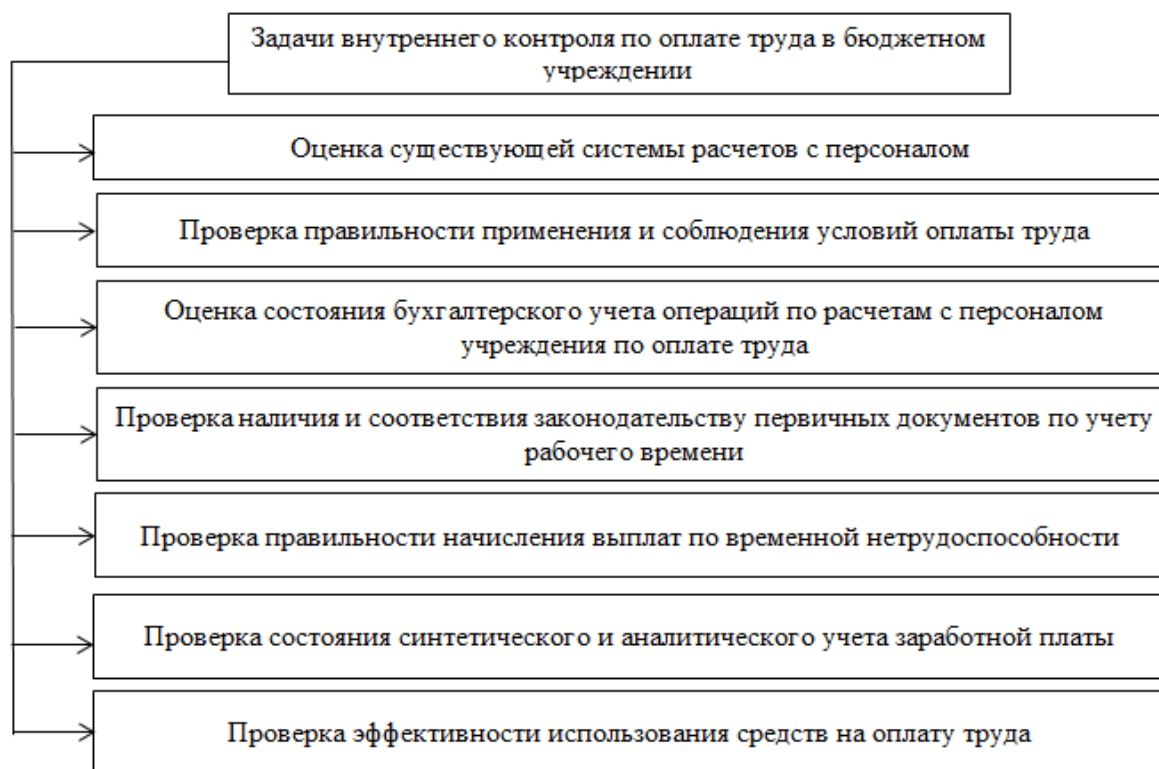 Задачи внутреннего контроля по оплате труда в бюджетном
учреждении
Оценка существующей системы расчетов с персоналом
Проверка правильности применения и соблюдения условий оплаты труда
Оценка состояния бухгалтерского учета операций по расчетам с персоналом
учреждения по оплате труда
Проверка наличия и соответствия законодательству первичных документов по учету
рабочего времени
Проверка правильности начисления выплат по временной нетрудоспособности
Проверка состояния синтетического и аналитического учета заработной платы
Проверка эффективности использования средств на оплату труда